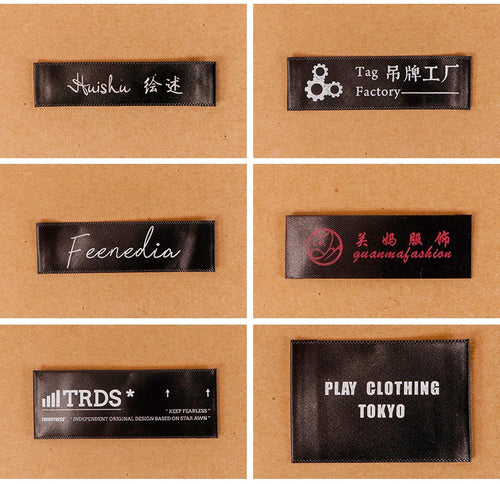 Huishu 绘述
Tag 吊牌工厂
Factory
Feenedia
关妈服饰
guanmafashion
TRDS*
" KEEP FEARLESS "
TRENDYNESS " INDEPENDENT ORIGINAL DESIGN BASED ON STAR AWN "
PLAY CLOTHING
TOKYO